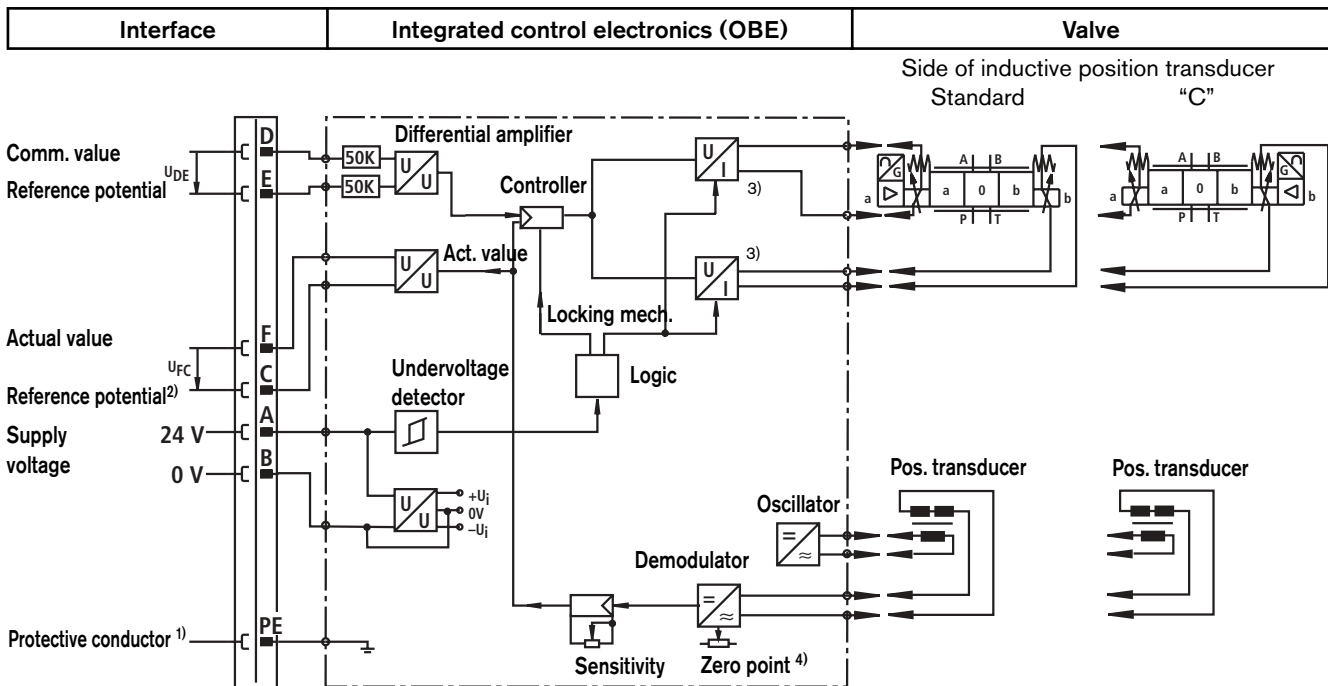 Interface
Integrated control electronics (OBE)
Valve
Side of inductive position transducer
Standard
"C"
Comm. value
UDE
Reference potential
D
E
50K
50K
Differential amplifier
U
U
Controller
U
I
3)
U
I
3)
U
U
Act. value
Locking mech.
Logic
Actual value
UFC
Reference potential2)
F
C
Undervoltage
detector
Supply
voltage
24 V
0 V
A
B
U
U
+Ui
0V
–Ui
Oscillator
=
≈
Demodulator
=
≈
Sensitivity
Zero point 4)
Protective conductor 1)
PE
G
A
B
a
a
0
b
b
P
T
A
B
G
a
a
0
b
b
P
T
Pos. transducer
Pos. transducer